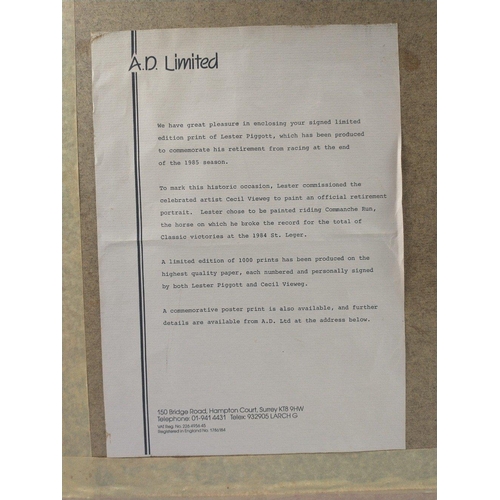 A.D. Limited
We have great pleasure in enclosing your signed limited
edition print of Lester Piggott, which has been produced
to commemorate his retirement from racing at the end
of the 1985 season.
To mark this historic occasion, Lester commissioned the
celebrated artist Cecil Vieweg to paint an official retirement
portrait. Lester chose to be painted riding Commanche Run,
the horse on which he broke the record for the total of
Classic victories at the 1984 St. Leger.
A limited edition of 1000 prints has been produced on the
highest quality paper, each numbered and personally signed
by both Lester Piggott and Cecil Vieweg.
A commemorative poster print is also available, and further
details are available from A.D. Ltd at the address below.
150 Bridge Road, Hampton Court, Surrey KT8 9HW
Telephone: 01-941 4431 Telex: 932905 LARCH G
VAT Reg. No
Registered in England No